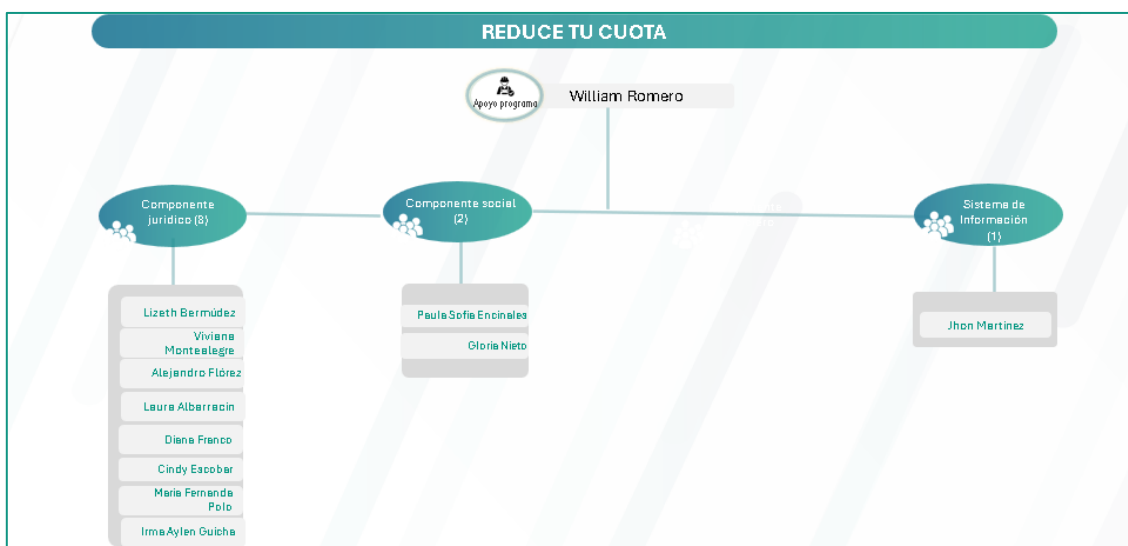 REDUCE TU CUOTA
Apoyo programa
William Romero
Componente
jurídico (8)
Componente social
(2)
Sistema de
Información
(1)
Lizeth Bermúdez
Viviana
Montealegre
Alejandro Flórez
Laura Albarracin
Diana Franco
Cindy Escobar
Maria Fernanda
Polo
Irma Aylen Guicha
Paula Sofia Encinales
Gloria Nieto
Jhon Martinez